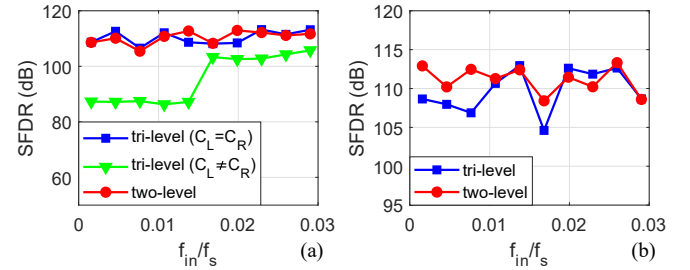 120
100
80
60
SFDR (dB)
tri-level (C_L=C_R)
tri-level (C_L≠C_R)
two-level
0
0.01
0.02
0.03
f_in/f_s
(a)
120
115
110
105
100
95
SFDR (dB)
tri-level
two-level
0
0.01
0.02
0.03
f_in/f_s
(b)